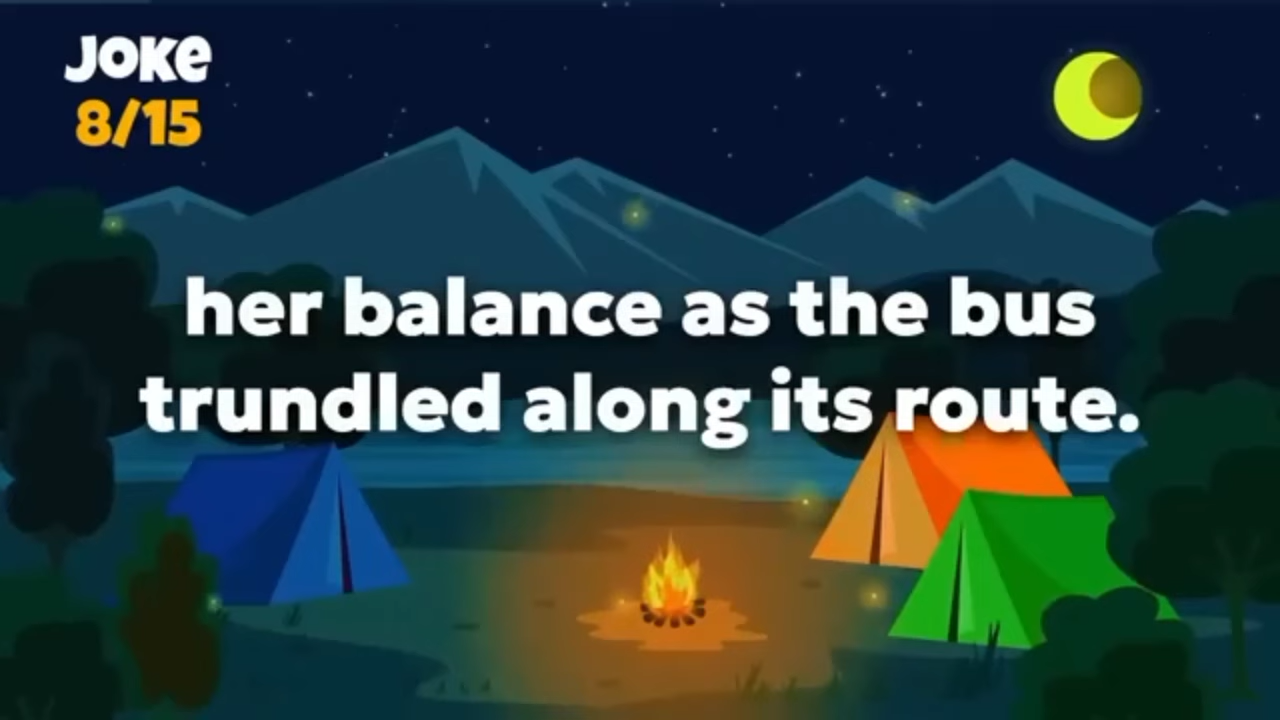 Joke
8/15
her balance as the bus
trundled along its route.